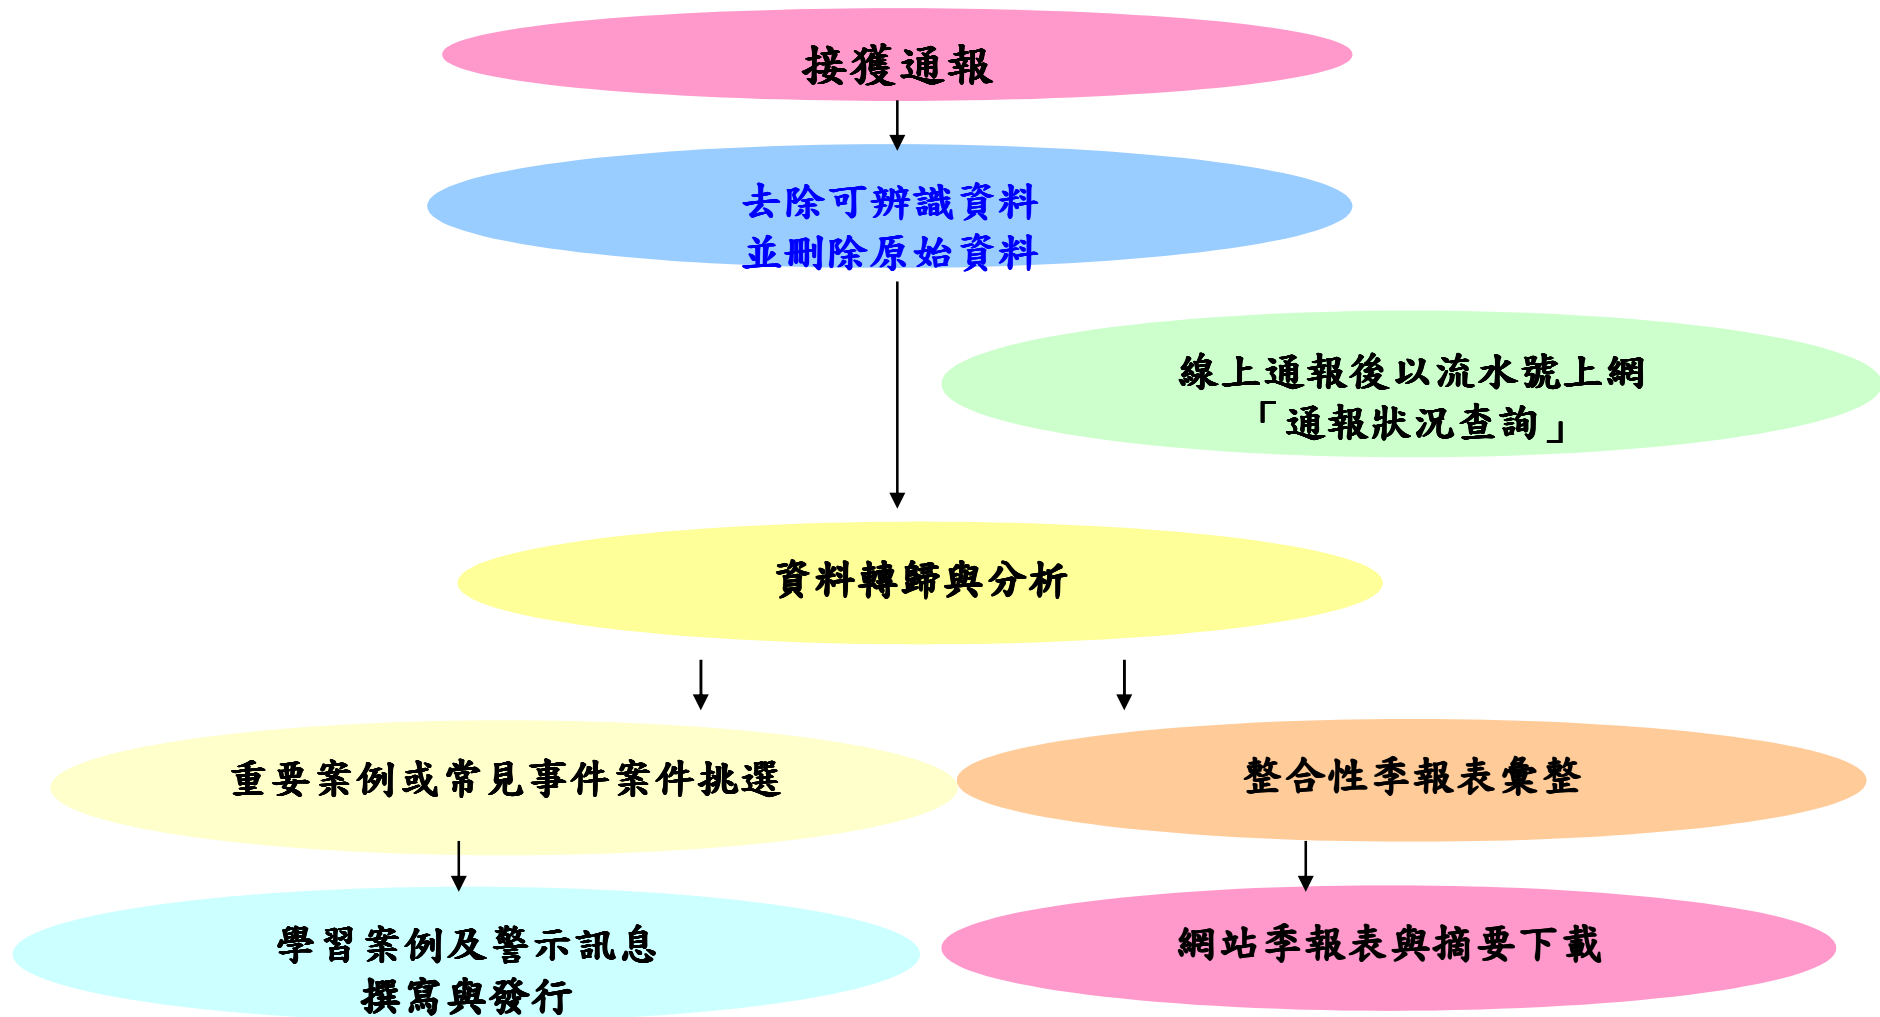 接獲通報
去除可辨識資料
並刪除原始資料
線上通報後以流水號上網
「通報狀況查詢」
資料轉歸與分析
重要案例或常見事件案件挑選
整合性季報表彙整
學習案例及警示訊息
撰寫與發行
網站季報表與摘要下載